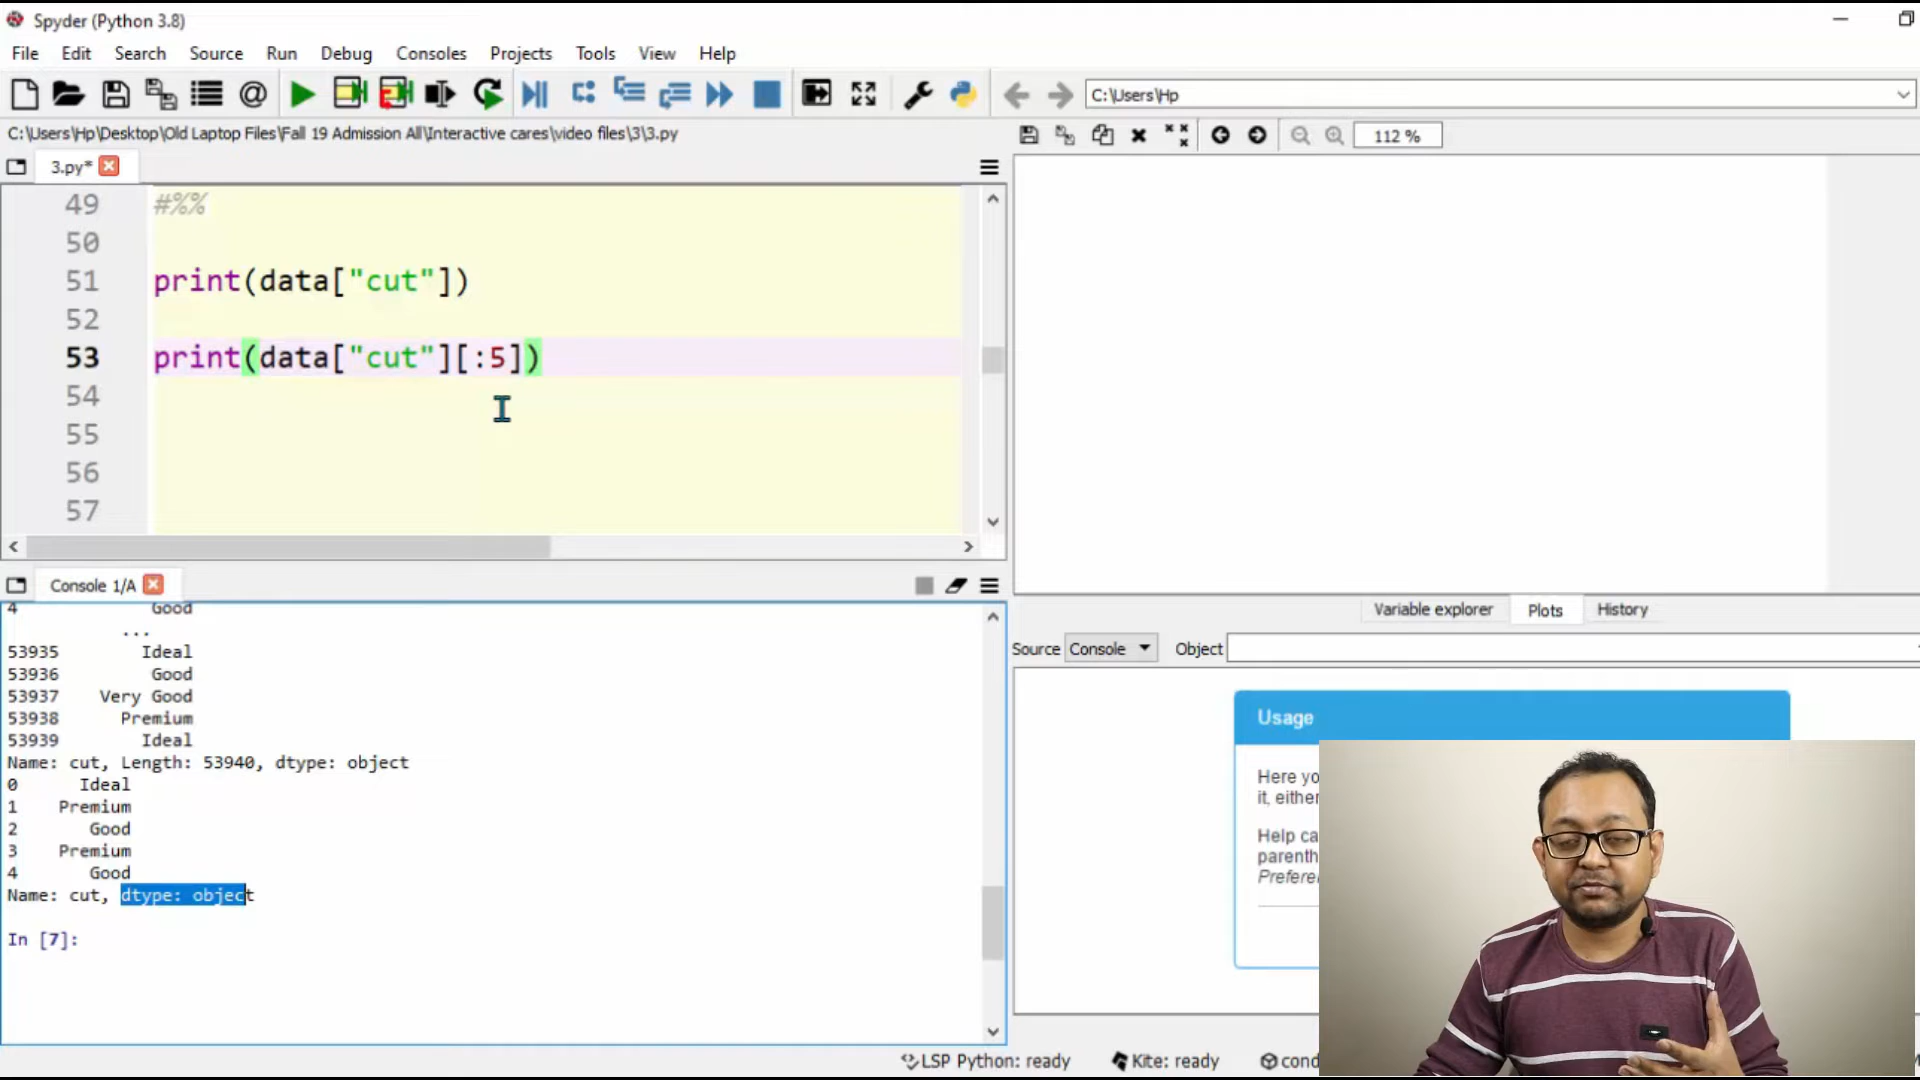 Spyder (Python 3.8)
File Edit Search Source Run Debug Consoles Projects Tools View Help
C:\Users\Hp
C:\Users\Hp\Desktop\Old Laptop Files\Fall 19 Admission All\Interactive cares\video files\3\3.py
112 %
3.py*
49 #%%
50
51 print(data["cut"])
52
53 print(data["cut"][:5])
54
55
56
57
Console 1/A
4 Good
...
53935 Ideal
53936 Good
53937 Very Good
53938 Premium
53939 Ideal
Name: cut, Length: 53940, dtype: object
0 Ideal
1 Premium
2 Good
3 Premium
4 Good
Name: cut, dtype: object
In [7]:
Variable explorer Plots History
Source Console Object
Usage
Here yo
it, either
Help ca
parenth
Prefere
LSP Python: ready Kite: ready cond